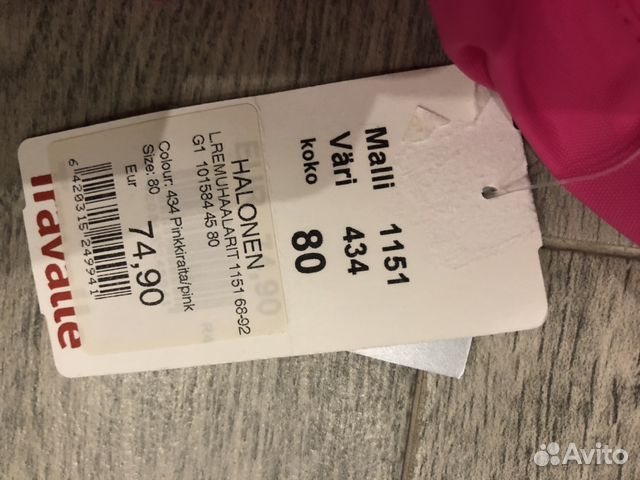 Malli 1151
Väri 434
koko 80
HALONEN
L.REMUHAALARIT 1151 68-92
G1 101584 45 80
Colour: 434 Pinkkiraita/pink
Size: 80
Eur 74,90
6 420315 249941
Travalle
Avito